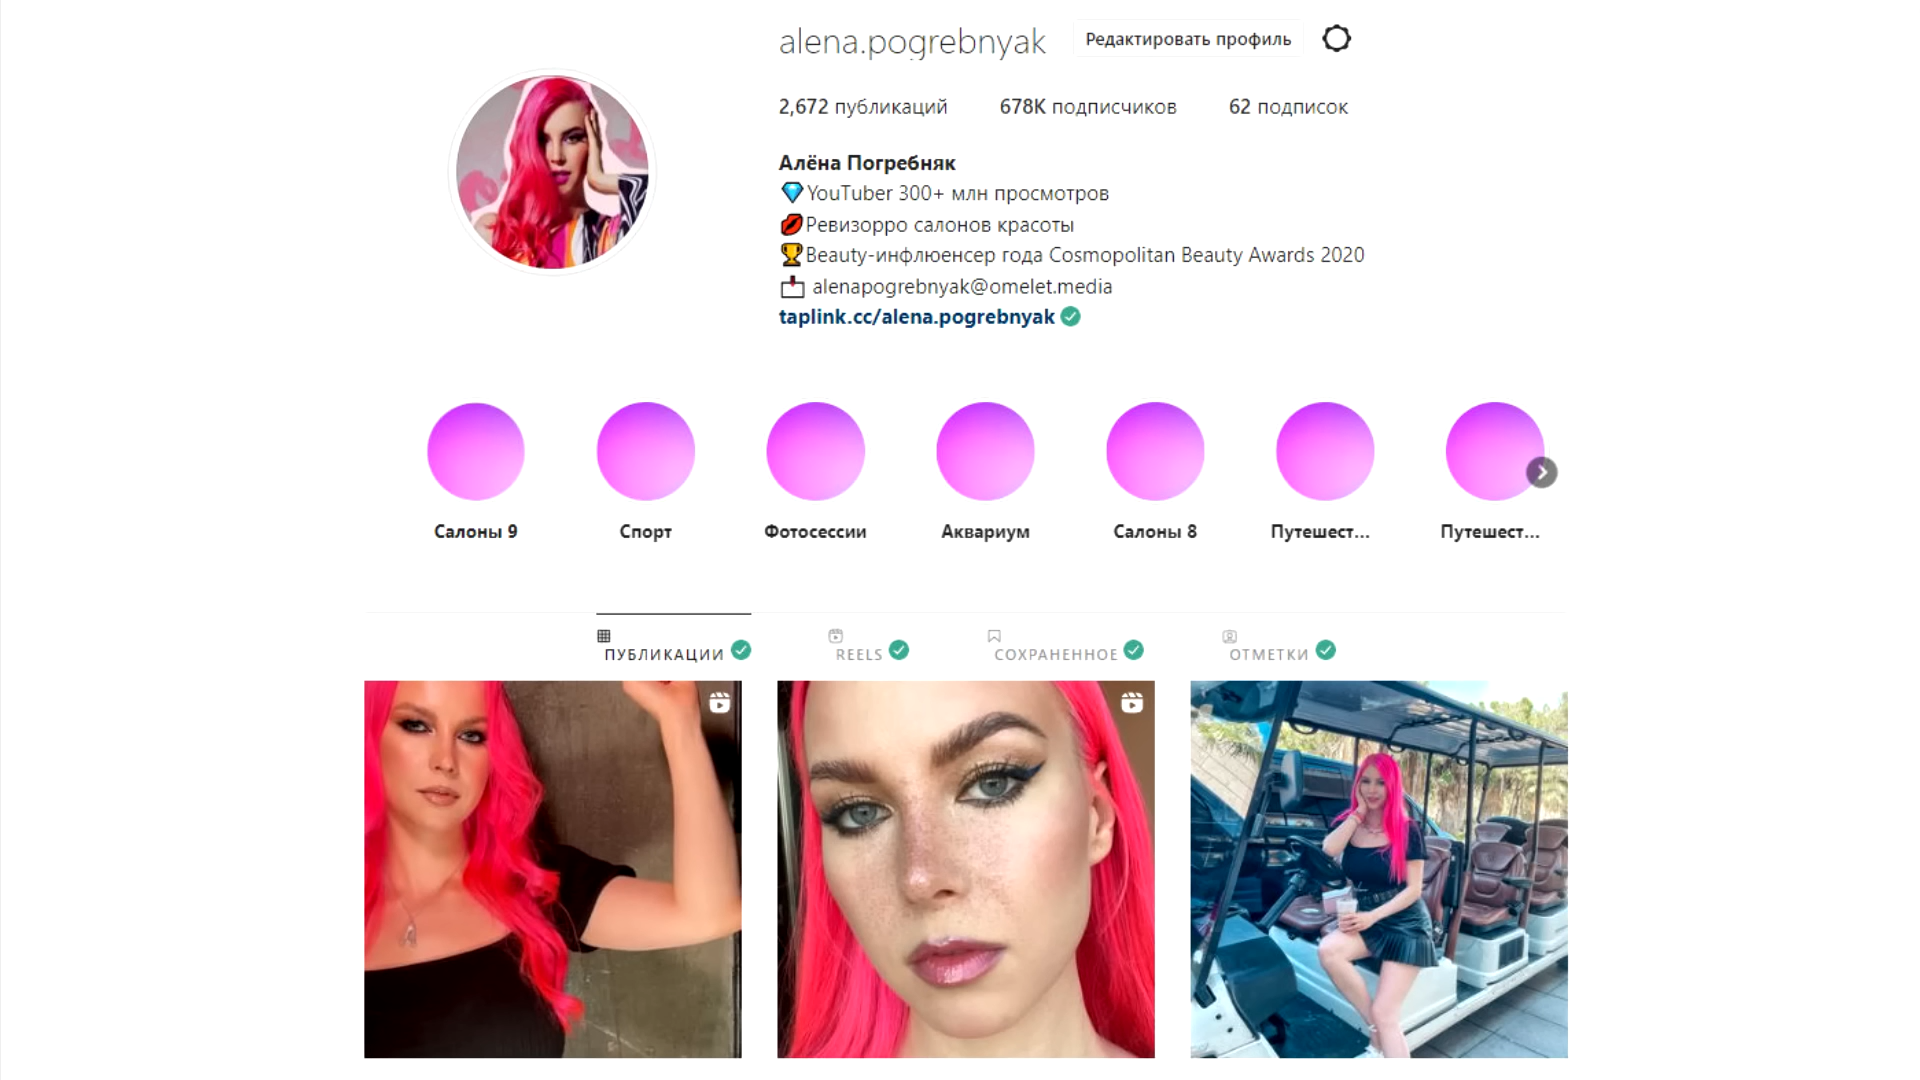 alena.pogrebnyak Редактировать профиль
2,672 публикаций 678K подписчиков 62 подписок
Алёна Погребняк
💎YouTuber 300+ млн просмотров
💋Ревизорро салонов красоты
🏆Beauty-инфлюенсер года Cosmopolitan Beauty Awards 2020
📩 alenapogrebnyak@omelet.media
taplink.cc/alena.pogrebnyak
Салоны 9 Спорт Фотосессии Аквариум Салоны 8 Путешест... Путешест...
ПУБЛИКАЦИИ REELS СОХРАНЕННОЕ ОТМЕТКИ